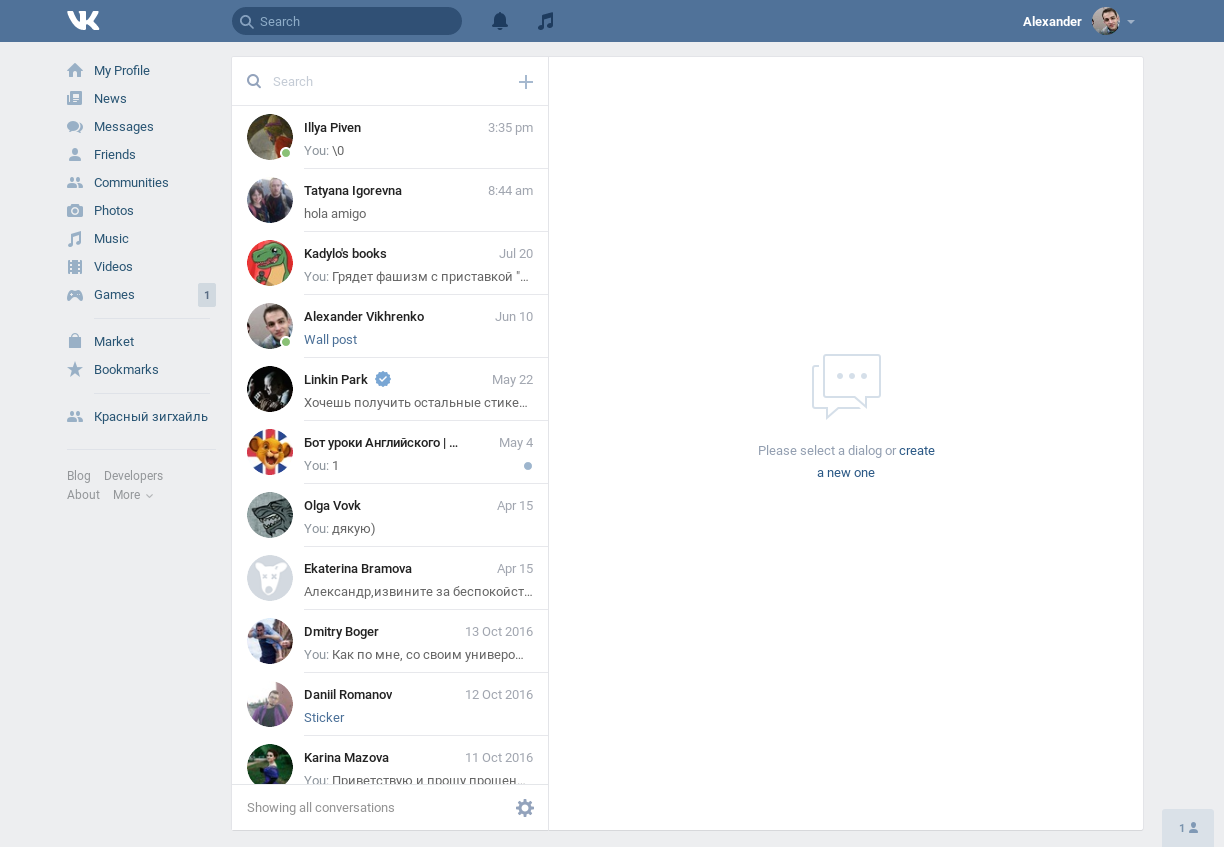 Search
Alexander
My Profile
News
Messages
Friends
Communities
Photos
Music
Videos
Games 1
Market
Bookmarks
Красный зигхайль
Blog Developers
About More
Search
Illya Piven 3:35 pm
You: \0
Tatyana Igorevna 8:44 am
hola amigo
Kadylo's books Jul 20
You: Грядет фашизм с приставкой "...
Alexander Vikhrenko Jun 10
Wall post
Linkin Park May 22
Хочешь получить остальные стике...
Бот уроки Английского | ... May 4
You: 1
Olga Vovk Apr 15
You: дякую)
Ekaterina Bramova Apr 15
Александр,извините за беспокойст...
Dmitry Boger 13 Oct 2016
You: Как по мне, со своим универо...
Daniil Romanov 12 Oct 2016
Sticker
Karina Mazova 11 Oct 2016
You: Приветствую и прошу прощен...
Showing all conversations
Please select a dialog or create
a new one
1